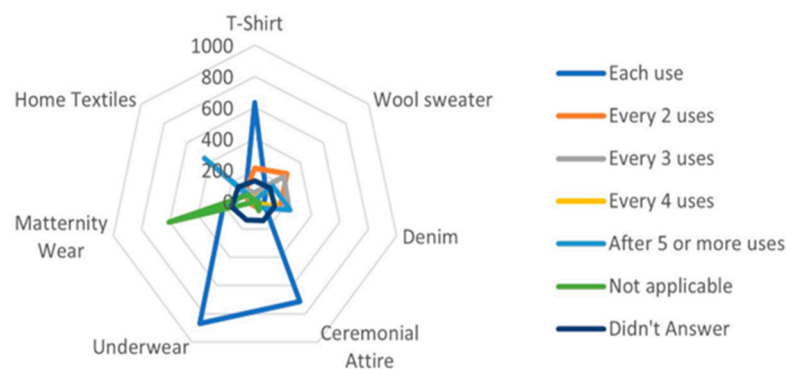 T-Shirt
1000
800
600
400
200
0
Wool sweater
Denim
Ceremonial
Attire
Underwear
Matternity
Wear
Home Textiles
Each use
Every 2 uses
Every 3 uses
Every 4 uses
After 5 or more uses
Not applicable
Didn't Answer